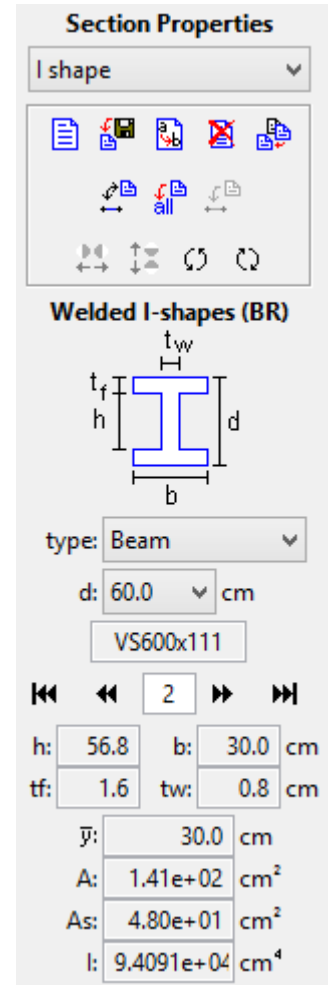 Section Properties
I shape
a b
all
Welded I-shapes (BR)
tw
tf
h
d
b
type: Beam
d: 60.0 cm
VS600x111
2
h: 56.8 b: 30.0 cm
tf: 1.6 tw: 0.8 cm
y̅: 30.0 cm
A: 1.41e+02 cm²
As: 4.80e+01 cm²
I: 9.4091e+04 cm⁴